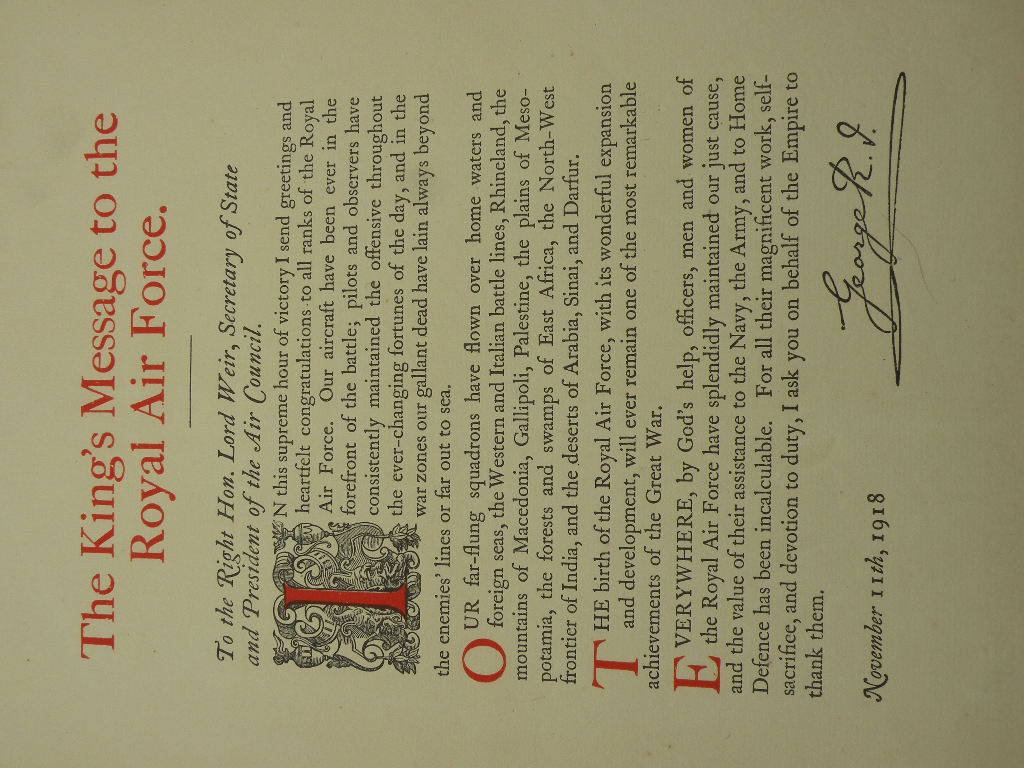 The King's Message to the
Royal Air Force.
To the Right Hon. Lord Weir, Secretary of State
and President of the Air Council.
IN this supreme hour of victory I send greetings and
heartfelt congratulations to all ranks of the Royal
Air Force. Our aircraft have been ever in the
forefront of the battle; pilots and observers have
consistently maintained the offensive throughout
the ever-changing fortunes of the day, and in the
war zones our gallant dead have lain always beyond
the enemies' lines or far out to sea.
OUR far-flung squadrons have flown over home waters and
foreign seas, the Western and Italian battle lines, Rhineland, the
mountains of Macedonia, Gallipoli, Palestine, the plains of Meso-
potamia, the forests and swamps of East Africa, the North-West
frontier of India, and the deserts of Arabia, Sinai, and Darfur.
THE birth of the Royal Air Force, with its wonderful expansion
and development, will ever remain one of the most remarkable
achievements of the Great War.
EVERYWHERE, by God's help, officers, men and women of
the Royal Air Force have splendidly maintained our just cause,
and the value of their assistance to the Navy, the Army, and to Home
Defence has been incalculable. For all their magnificent work, self-
sacrifice, and devotion to duty, I ask you on behalf of the Empire to
thank them.
George R.I.
November 11th, 1918